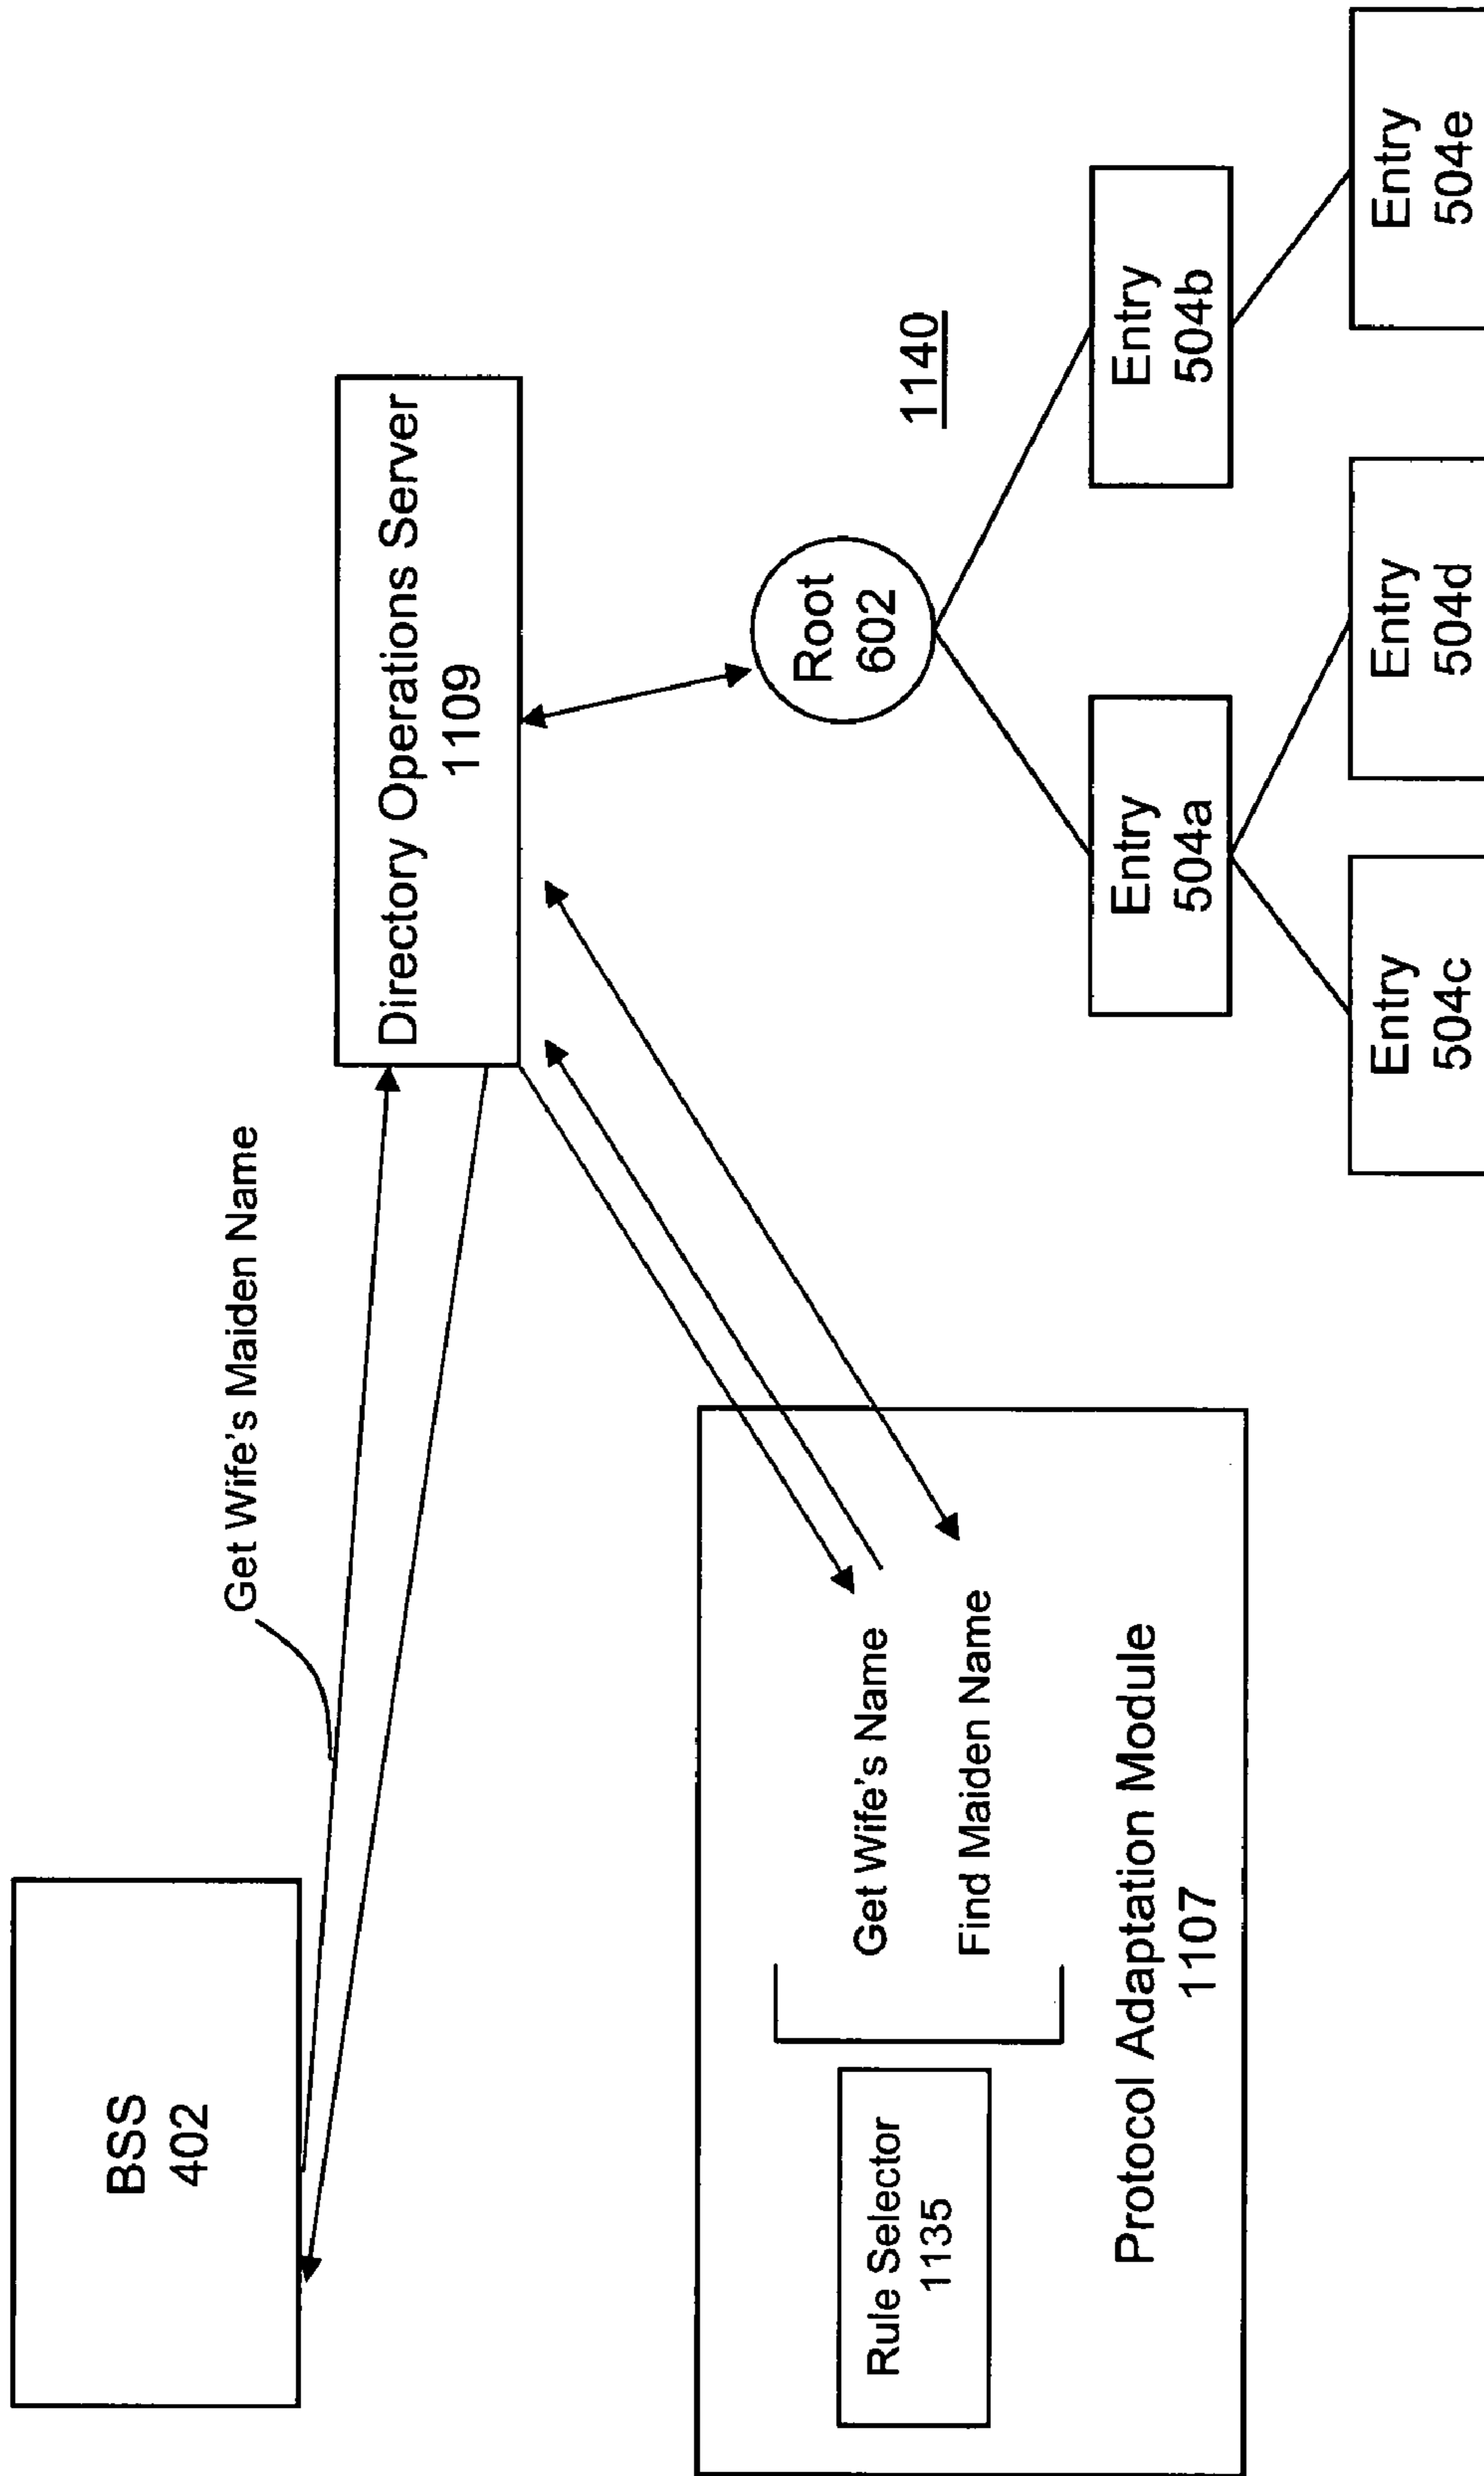 BSS
402
Get Wife's Maiden Name
Directory Operations Server
1109
Rule Selector
1135
Get Wife's Name
Find Maiden Name
Protocol Adaptation Module
1107
Root
602
1140
Entry
504a
Entry
504b
Entry
504c
Entry
504d
Entry
504e